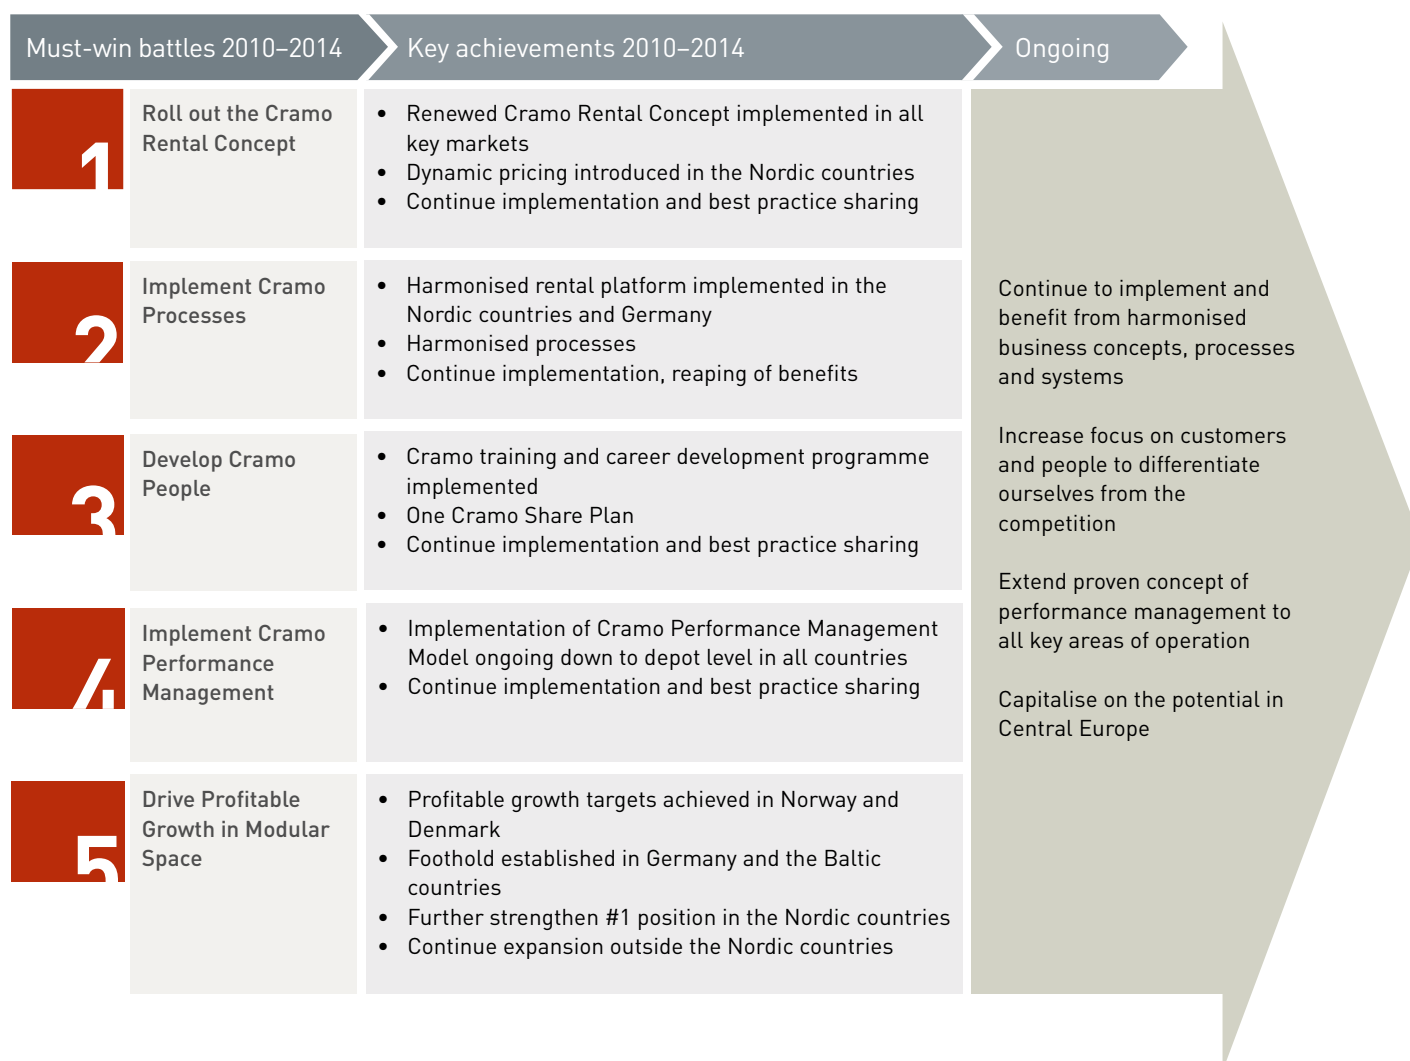 Must-win battles 2010–2014
Key achievements 2010–2014
Ongoing
1
Roll out the Cramo
Rental Concept
• Renewed Cramo Rental Concept implemented in all
key markets
• Dynamic pricing introduced in the Nordic countries
• Continue implementation and best practice sharing
2
Implement Cramo
Processes
• Harmonised rental platform implemented in the
Nordic countries and Germany
• Harmonised processes
• Continue implementation, reaping of benefits
3
Develop Cramo
People
• Cramo training and career development programme
implemented
• One Cramo Share Plan
• Continue implementation and best practice sharing
4
Implement Cramo
Performance
Management
• Implementation of Cramo Performance Management
Model ongoing down to depot level in all countries
• Continue implementation and best practice sharing
5
Drive Profitable
Growth in Modular
Space
• Profitable growth targets achieved in Norway and
Denmark
• Foothold established in Germany and the Baltic
countries
• Further strengthen #1 position in the Nordic countries
• Continue expansion outside the Nordic countries
Continue to implement and
benefit from harmonised
business concepts, processes
and systems
Increase focus on customers
and people to differentiate
ourselves from the
competition
Extend proven concept of
performance management to
all key areas of operation
Capitalise on the potential in
Central Europe